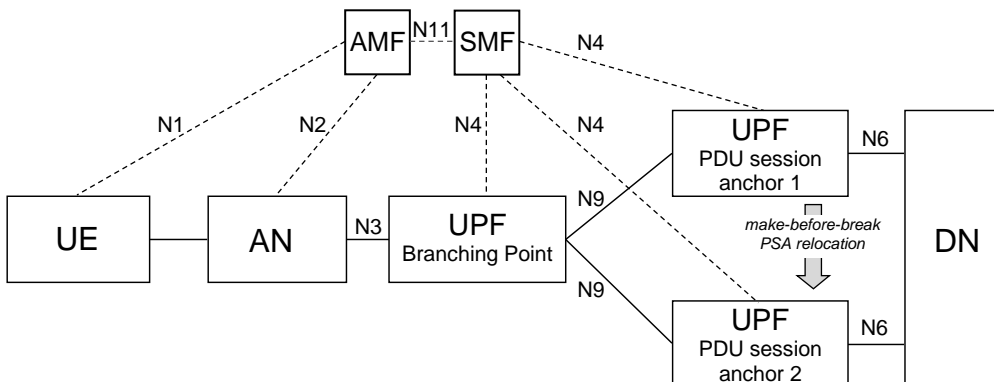 N11
AMF
SMF
N4
N1
N2
N4
N4
UPF
PDU session
anchor 1
N6
N9
UE
AN
N3
UPF
Branching Point
make-before-break
PSA relocation
DN
N9
UPF
PDU session
anchor 2
N6